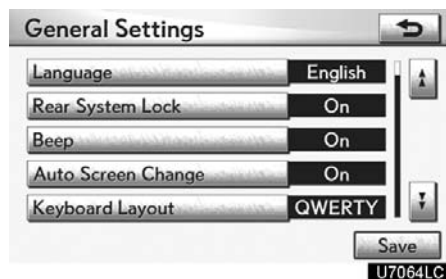 General Settings
Language English
Rear System Lock On
Beep On
Auto Screen Change On
Keyboard Layout QWERTY
Save
U7064LC